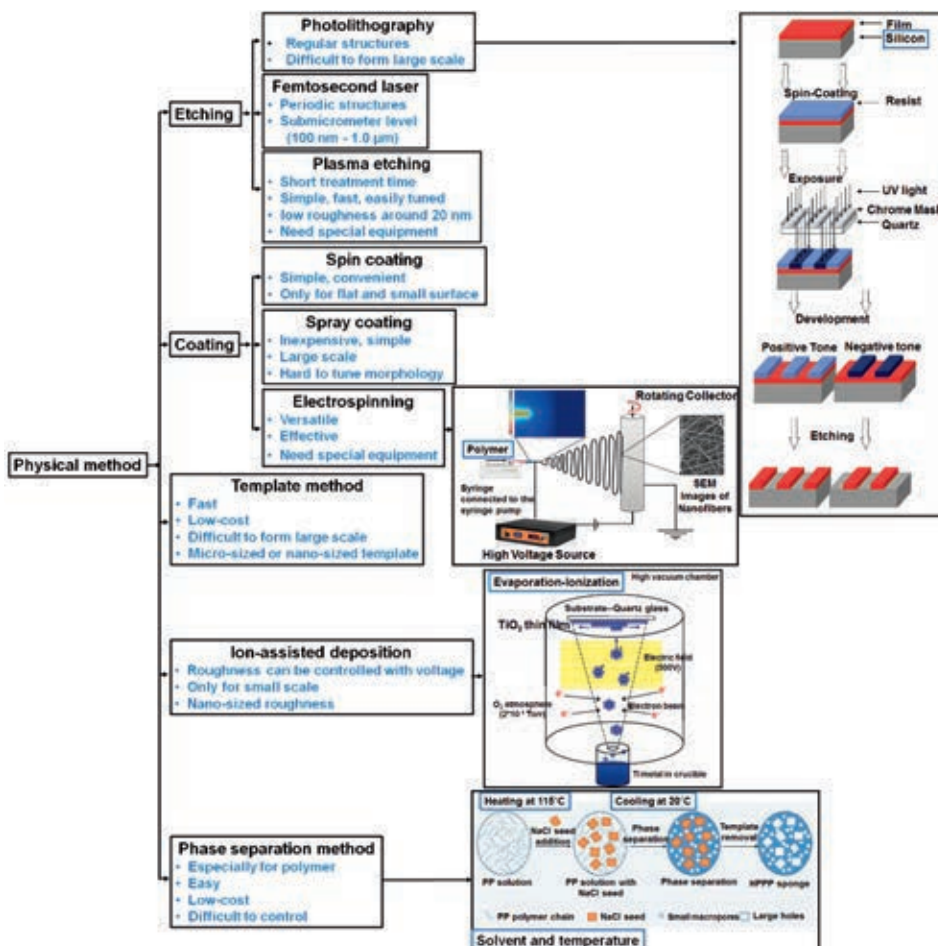 Physical method
Etching
Photolithography
• Regular structures
• Difficult to form large scale
Femtosecond laser
• Periodic structures
• Submicrometer level
(100 nm - 1.0 μm)
Plasma etching
• Short treatment time
• Simple, fast, easily tuned
• low roughness around 20 nm
• Need special equipment
Coating
Spin coating
• Simple, convenient
• Only for flat and small surface
Spray coating
• Inexpensive, simple
• Large scale
• Hard to tune morphology
Electrospinning
• Versatile
• Effective
• Need special equipment
Template method
• Fast
• Low-cost
• Difficult to form large scale
• Micro-sized or nano-sized template
Ion-assisted deposition
• Roughness can be controlled with voltage
• Only for small scale
• Nano-sized roughness
Phase separation method
• Especially for polymer
• Easy
• Low-cost
• Difficult to control
Film
Silicon
Spin-Coating
Resist
Exposure
UV light
Chrome Mask
Quartz
Development
Positive Tone
Negative tone
Etching
Rotating Collector
Polymer
Syringe
connected to the
syringe pump
SEM
Images of
Nanofibers
High Voltage Source
Evaporation-Ionization
High vacuum chamber
Substrate--Quartz glass
TiO₂ thin film
Electric field
(300V)
O₂ atmosphere
Electron beam
Ti metal in crucible
Heating at 115°C
Cooling at 20°C
NaCl seed
addition
Phase
separation
Template
removal
PP solution
PP solution with
NaCl seed
Phase separation
HPPP sponge
PP polymer chain
NaCl seed
Small macropores
Large holes
Solvent and temperature